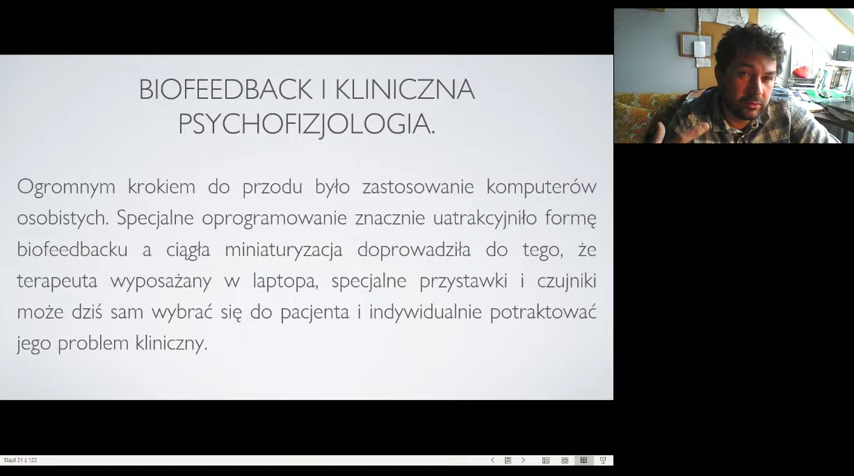 BIOFEEDBACK I KLINICZNA
PSYCHOFIZJOLOGIA.
Ogromnym krokiem do przodu było zastosowanie komputerów
osobistych. Specjalne oprogramowanie znacznie uatrakcyjniło formę
biofeedbacku a ciągła miniaturyzacja doprowadziła do tego, że
terapeuta wyposażany w laptopa, specjalne przystawki i czujniki
może dziś sam wybrać się do pacjenta i indywidualnie potraktować
jego problem kliniczny.
Slajd 21 z 132